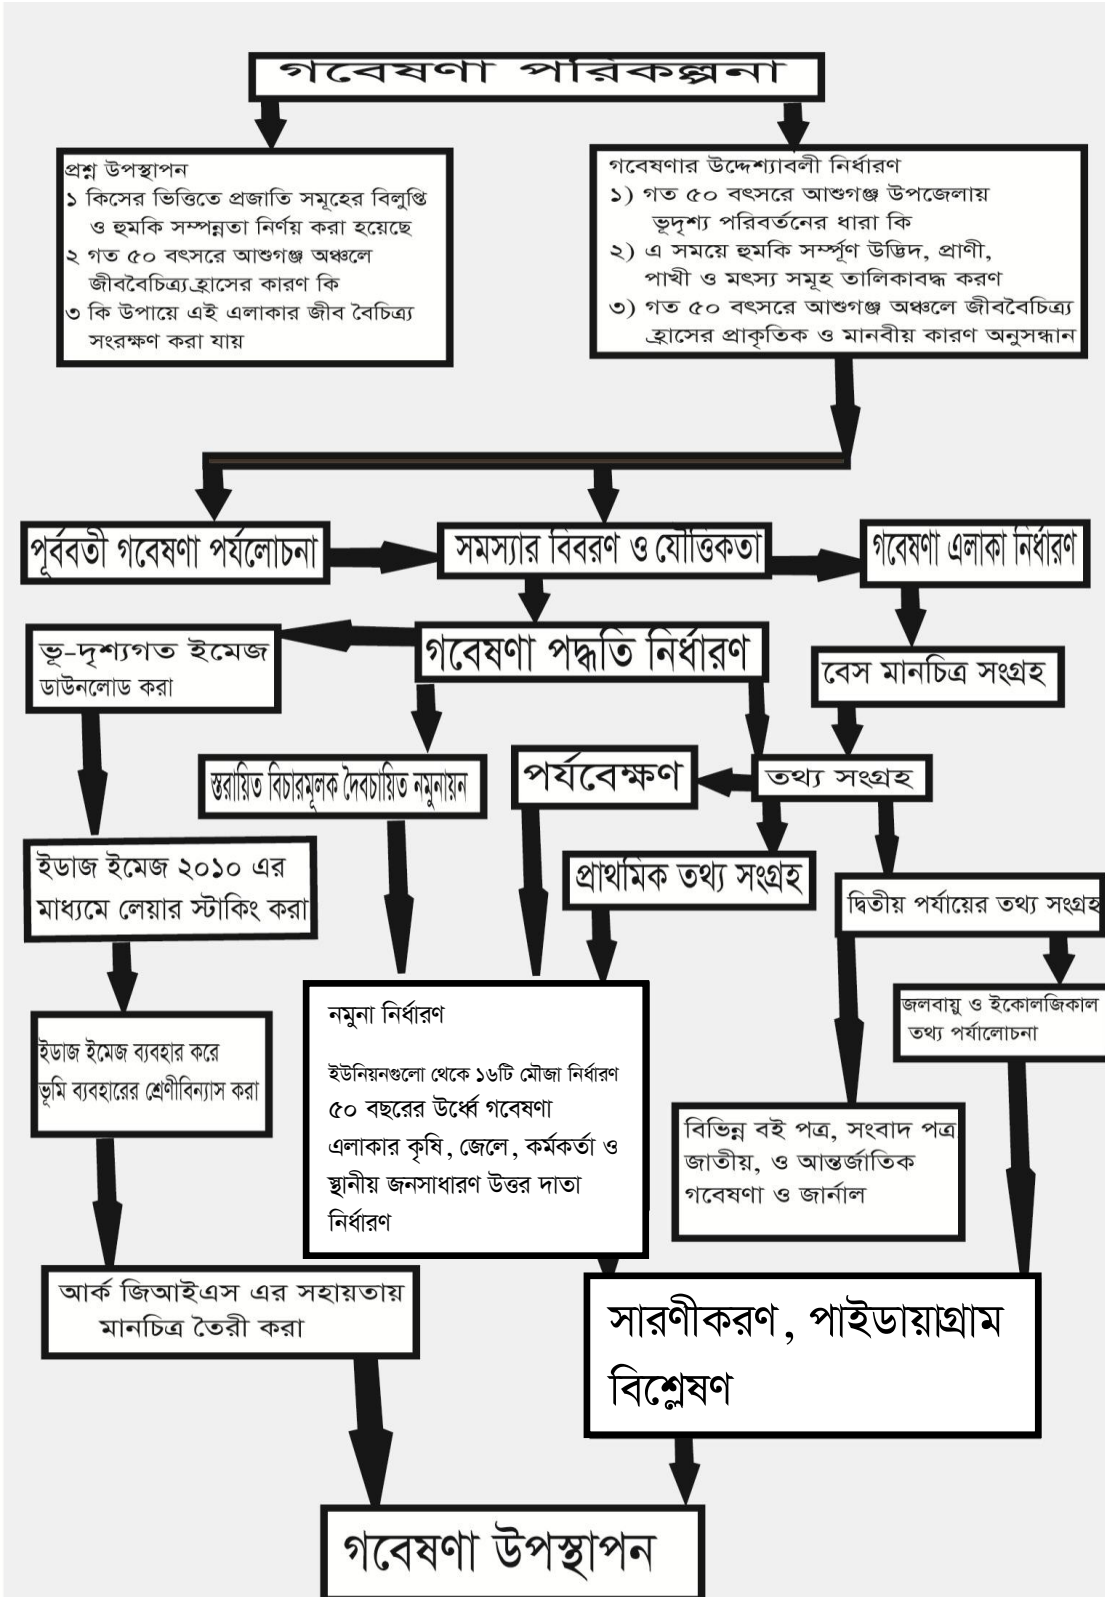 গবেষণা পরিকল্পনা
প্রশ্ন উপস্থাপন
১ কিসের ভিত্তিতে প্রজাতি সমূহের বিলুপ্তি
ও হুমকি সম্পন্নতা নির্ণয় করা হয়েছে
২ গত ৫০ বৎসরে আশুগঞ্জ অঞ্চলে
জীববৈচিত্র্য হ্রাসের কারণ কি
৩ কি উপায়ে এই এলাকার জীব বৈচিত্র্য
সংরক্ষণ করা যায়
গবেষণার উদ্দেশ্যাবলী নির্ধারণ
১) গত ৫০ বৎসরে আশুগঞ্জ উপজেলায়
ভূদৃশ্য পরিবর্তনের ধারা কি
২) এ সময়ে হুমকি সর্ম্পূণ উদ্ভিদ, প্রাণী,
পাখী ও মৎস্য সমূহ তালিকাবদ্ধ করণ
৩) গত ৫০ বৎসরে আশুগঞ্জ অঞ্চলে জীববৈচিত্র্য
হ্রাসের প্রাকৃতিক ও মানবীয় কারণ অনুসন্ধান
পূর্ববতী গবেষণা পর্যলোচনা
সমস্যার বিবরণ ও যৌত্তিকতা
গবেষণা এলাকা নির্ধারণ
ভূ-দৃশ্যগত ইমেজ
ডাউনলোড করা
গবেষণা পদ্ধতি নির্ধারণ
বেস মানচিত্র সংগ্রহ
স্তরায়িত বিচারমূলক দৈবচায়িত নমুনায়ন
পর্যবেক্ষণ
তথ্য সংগ্রহ
ইডাজ ইমেজ ২০১০ এর
মাধ্যমে লেয়ার স্টাকিং করা
প্রাথমিক তথ্য সংগ্রহ
দ্বিতীয় পর্যায়ের তথ্য সংগ্রহ
জলবায়ু ও ইকোলজিকাল
তথ্য পর্যালোচনা
ইডাজ ইমেজ ব্যবহার করে
ভূমি ব্যবহারের শ্রেণীবিন্যাস করা
নমুনা নির্ধারণ
ইউনিয়নগুলো থেকে ১৬টি মৌজা নির্ধারণ
৫০ বছরের উর্ধ্বে গবেষণা
এলাকার কৃষি, জেলে, কর্মকর্তা ও
স্থানীয় জনসাধারণ উত্তর দাতা
নির্ধারণ
বিভিন্ন বই পত্র, সংবাদ পত্র
জাতীয়, ও আন্তর্জাতিক
গবেষণা ও জার্নাল
আর্ক জিআইএস এর সহায়তায়
মানচিত্র তৈরী করা
সারণীকরণ, পাইডায়াগ্রাম
বিশ্লেষণ
গবেষণা উপস্থাপন